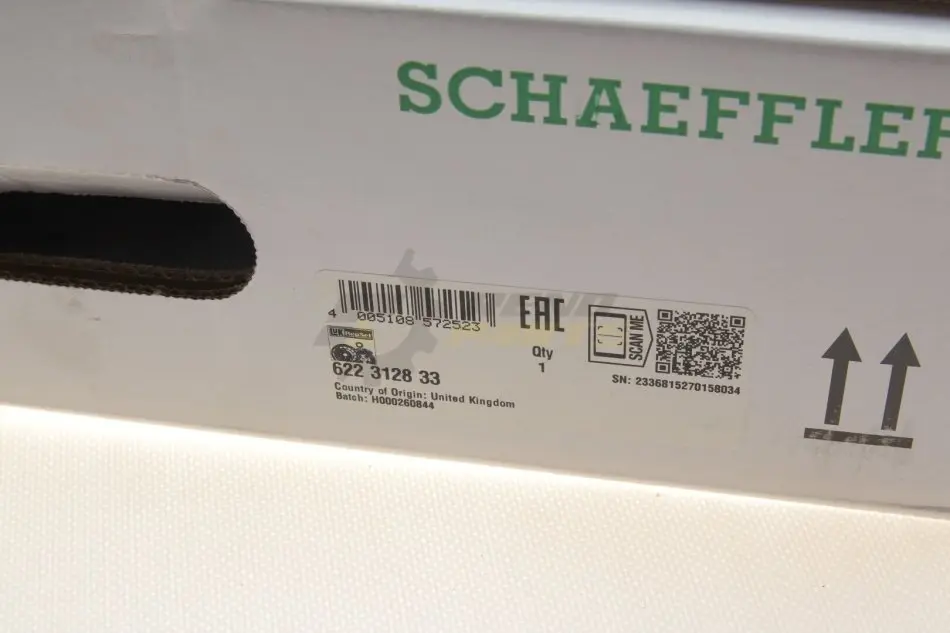 SCHAEFFLER
4 005108 572523
EAC
Qty
1
SCAN ME
SN: 2336815270158034
622 3128 33
Country of Origin: United Kingdom
Batch: H000260844